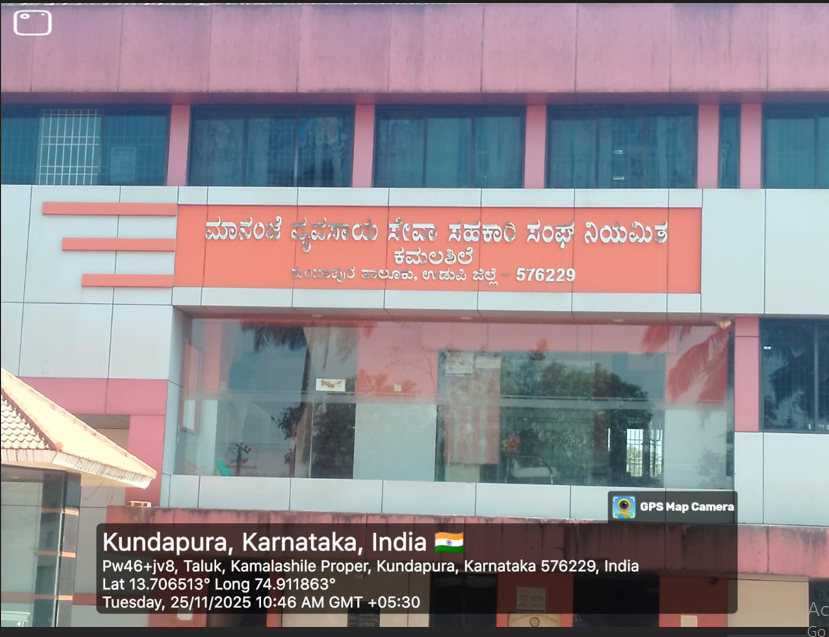 ಮಾನಂಜೆ ವ್ಯವಸಾಯ ಸೇವಾ ಸಹಕಾರಿ ಸಂಘ ನಿಯಮಿತ
ಕಮಲಶಿಲೆ
ಕುಂದಾಪುರ ತಾಲೂಕು, ಉಡುಪಿ ಜಿಲ್ಲೆ - 576229
GPS Map Camera
Kundapura, Karnataka, India
Pw46+jv8, Taluk, Kamalashile Proper, Kundapura, Karnataka 576229, India
Lat 13.706513° Long 74.911863°
Tuesday, 25/11/2025 10:46 AM GMT +05:30